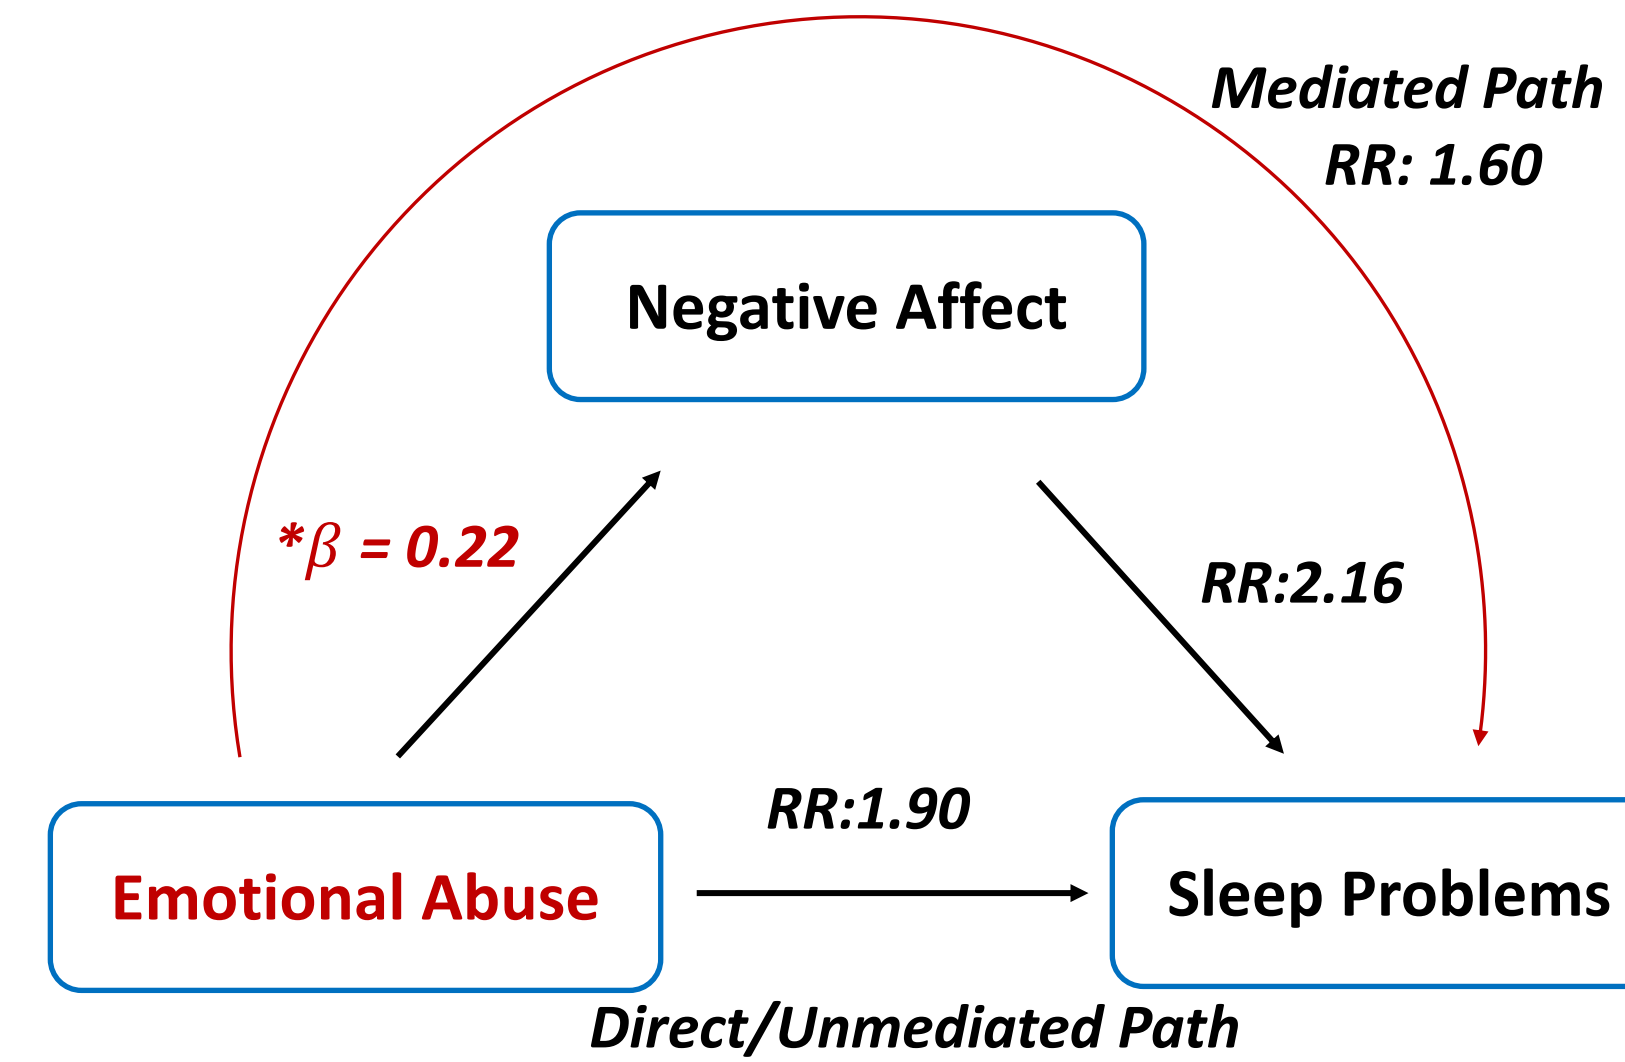 Mediated Path
RR: 1.60
Negative Affect
*β = 0.22
RR:2.16
RR:1.90
Emotional Abuse
Sleep Problems
Direct/Unmediated Path